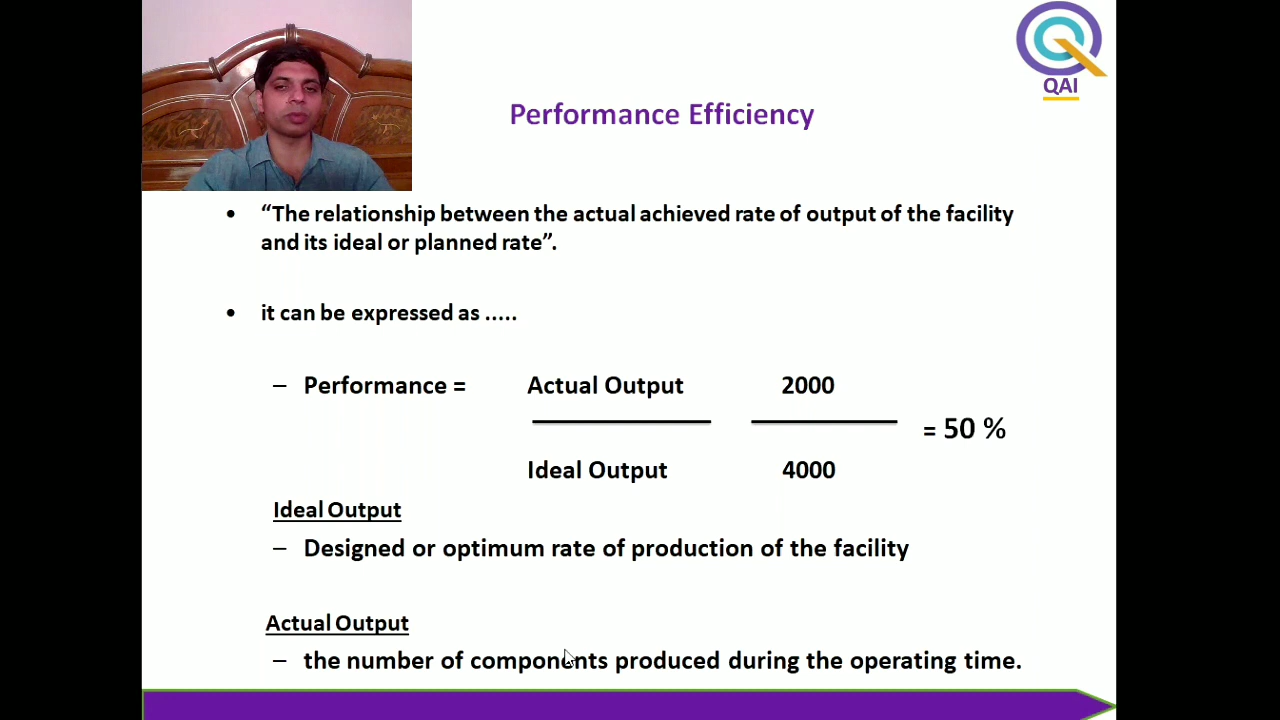 QAI
Performance Efficiency
• “The relationship between the actual achieved rate of output of the facility
and its ideal or planned rate”.
• it can be expressed as .....
– Performance = Actual Output 2000
= 50 %
Ideal Output 4000
Ideal Output
– Designed or optimum rate of production of the facility
Actual Output
– the number of components produced during the operating time.